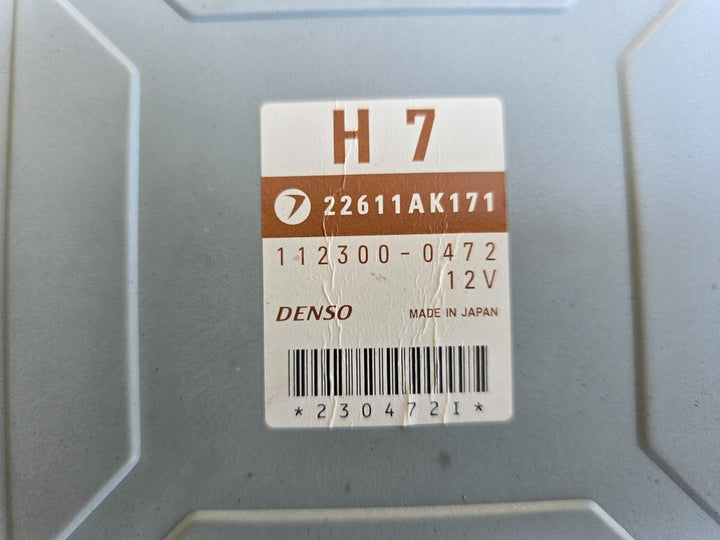 H 7
22611AK171
112300-0472
12V
DENSO MADE IN JAPAN
*230472I*